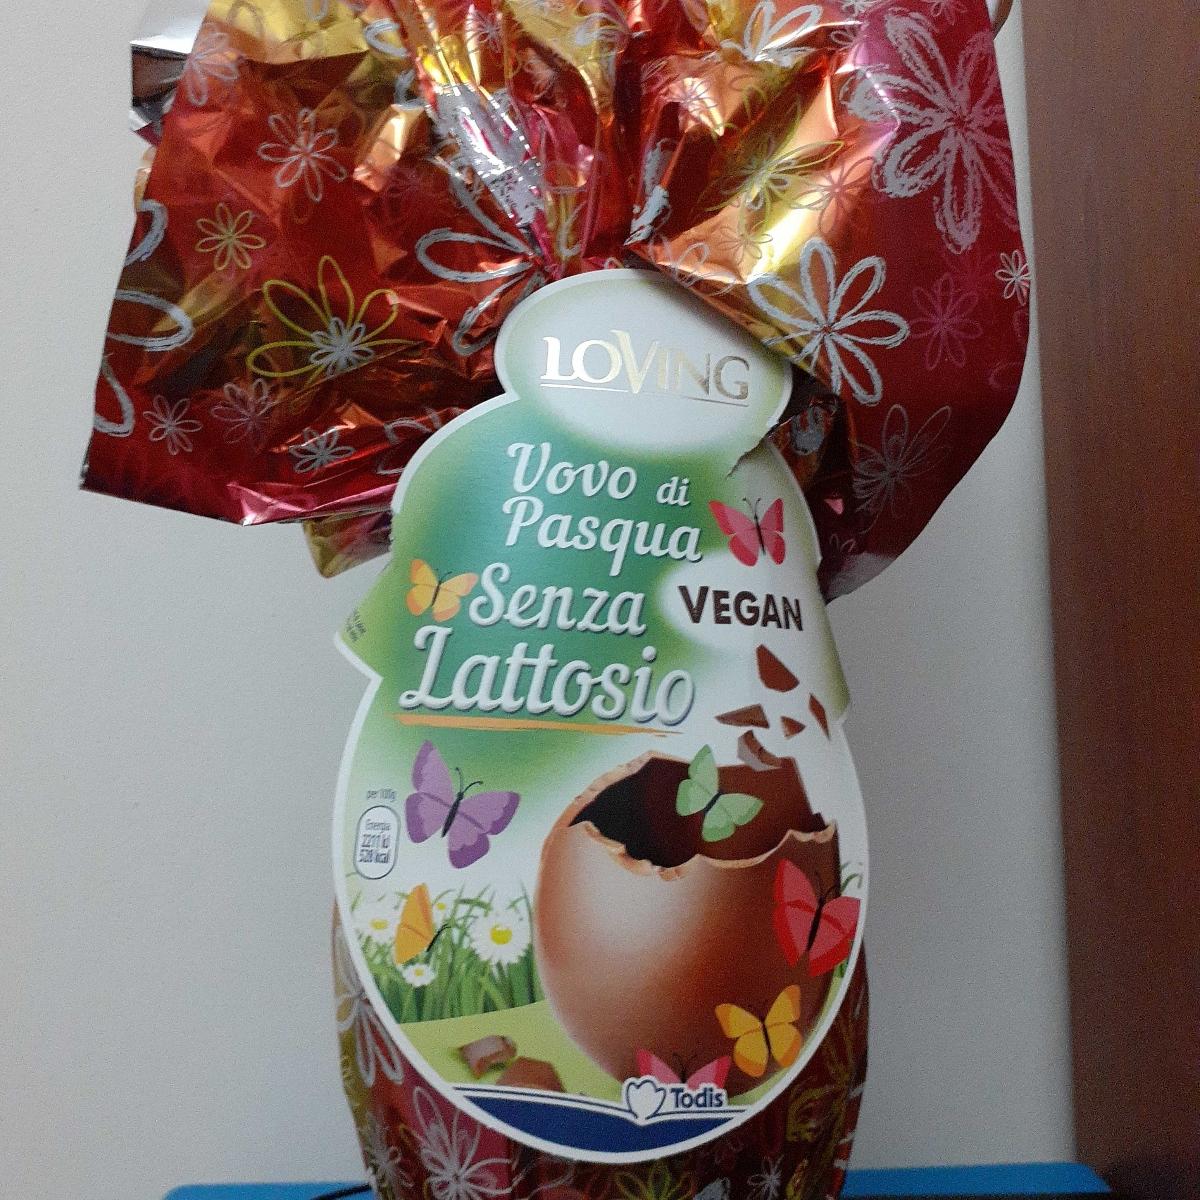 LOVING
Vovo di
Pasqua
Senza
Lattosio
VEGAN
per 100g
Energia
2211 kJ
528 kcal
Todis